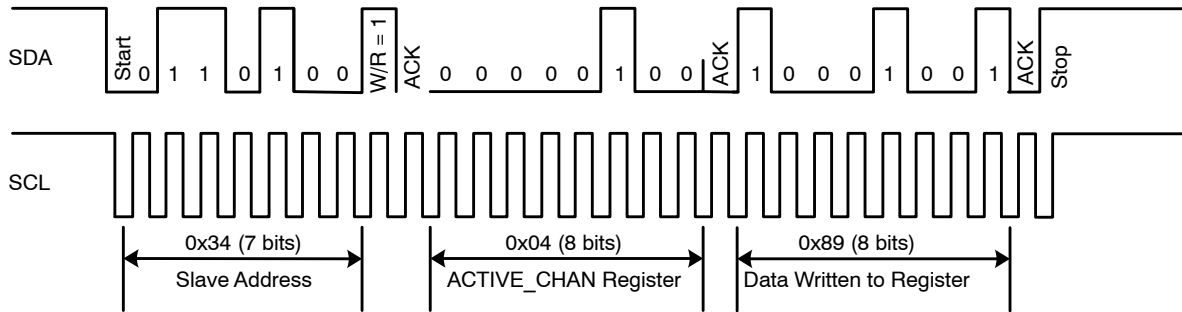 SDA
Start
0 1 1 0 1 0 0
W/R = 1
ACK
0 0 0 0 0 1 0 0
ACK
1 0 0 0 1 0 0 1
ACK
Stop
SCL
0x34 (7 bits)
Slave Address
0x04 (8 bits)
ACTIVE_CHAN Register
0x89 (8 bits)
Data Written to Register